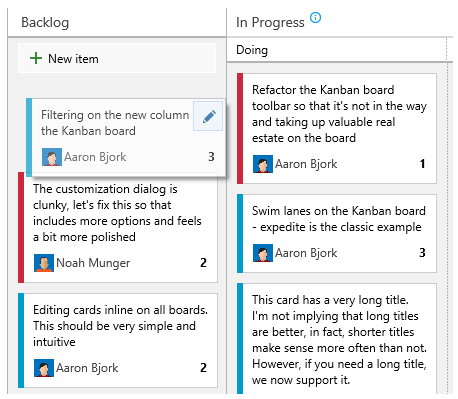 Backlog
New item
Filtering on the new column
the Kanban board
Aaron Bjork
3
The customization dialog is
clunky, let's fix this so that
includes more options and feels
a bit more polished
Noah Munger
2
Editing cards inline on all boards.
This should be very simple and
intuitive
Aaron Bjork
2
In Progress
Doing
Refactor the Kanban board
toolbar so that it's not in the way
and taking up valuable real
estate on the board
Aaron Bjork
1
Swim lanes on the Kanban board
- expedite is the classic example
Aaron Bjork
3
This card has a very long title.
I'm not implying that long titles
are better, in fact, shorter titles
make sense more often than not.
However, if you need a long title,
we now support it.